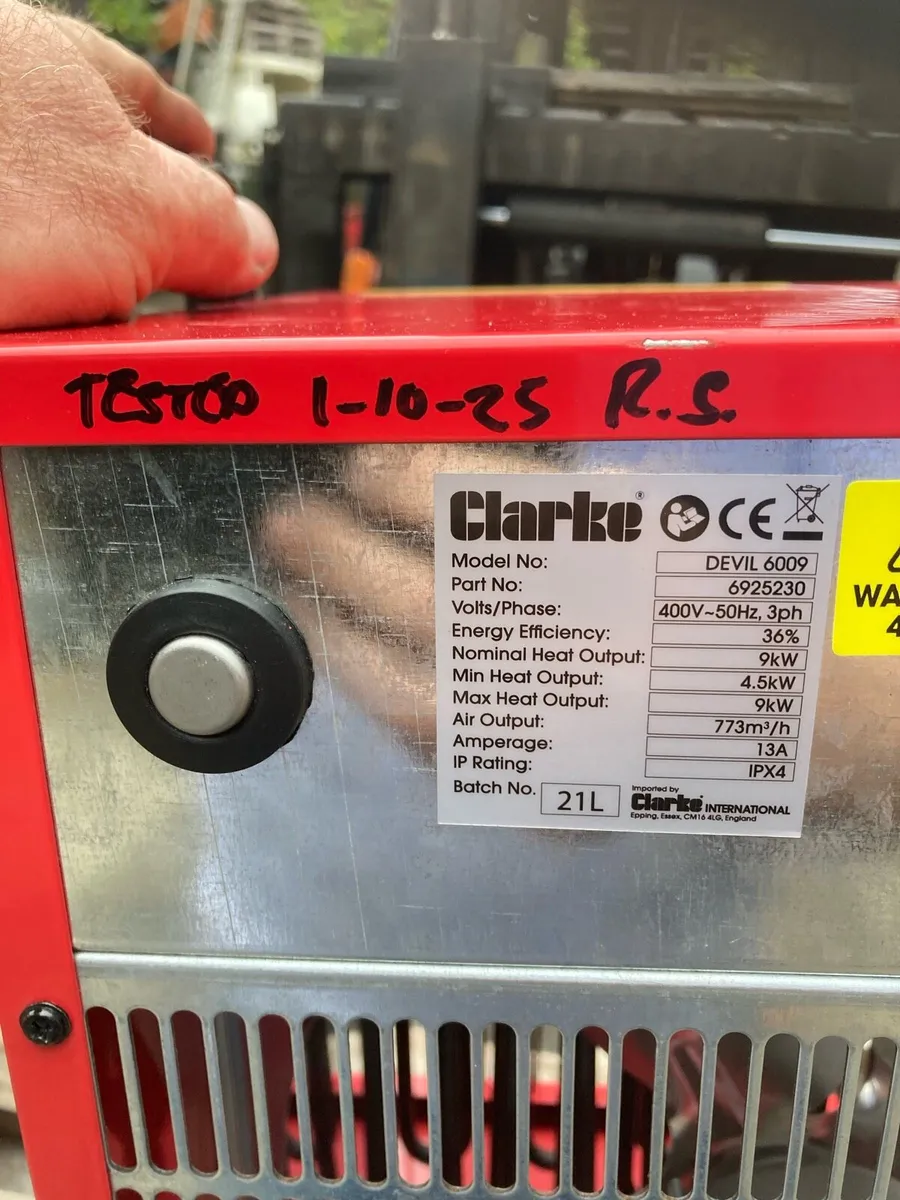 TESTED 1-10-25 R.S.
Clarke®
CE
Model No: DEVIL 6009
Part No: 6925230
Volts/Phase: 400V~50Hz, 3ph
Energy Efficiency: 36%
Nominal Heat Output: 9kW
Min Heat Output: 4.5kW
Max Heat Output: 9kW
Air Output: 773m³/h
Amperage: 13A
IP Rating: IPX4
Batch No. 21L
Imported by
Clarke® INTERNATIONAL
Epping, Essex, CM16 4LG, England
WA
4